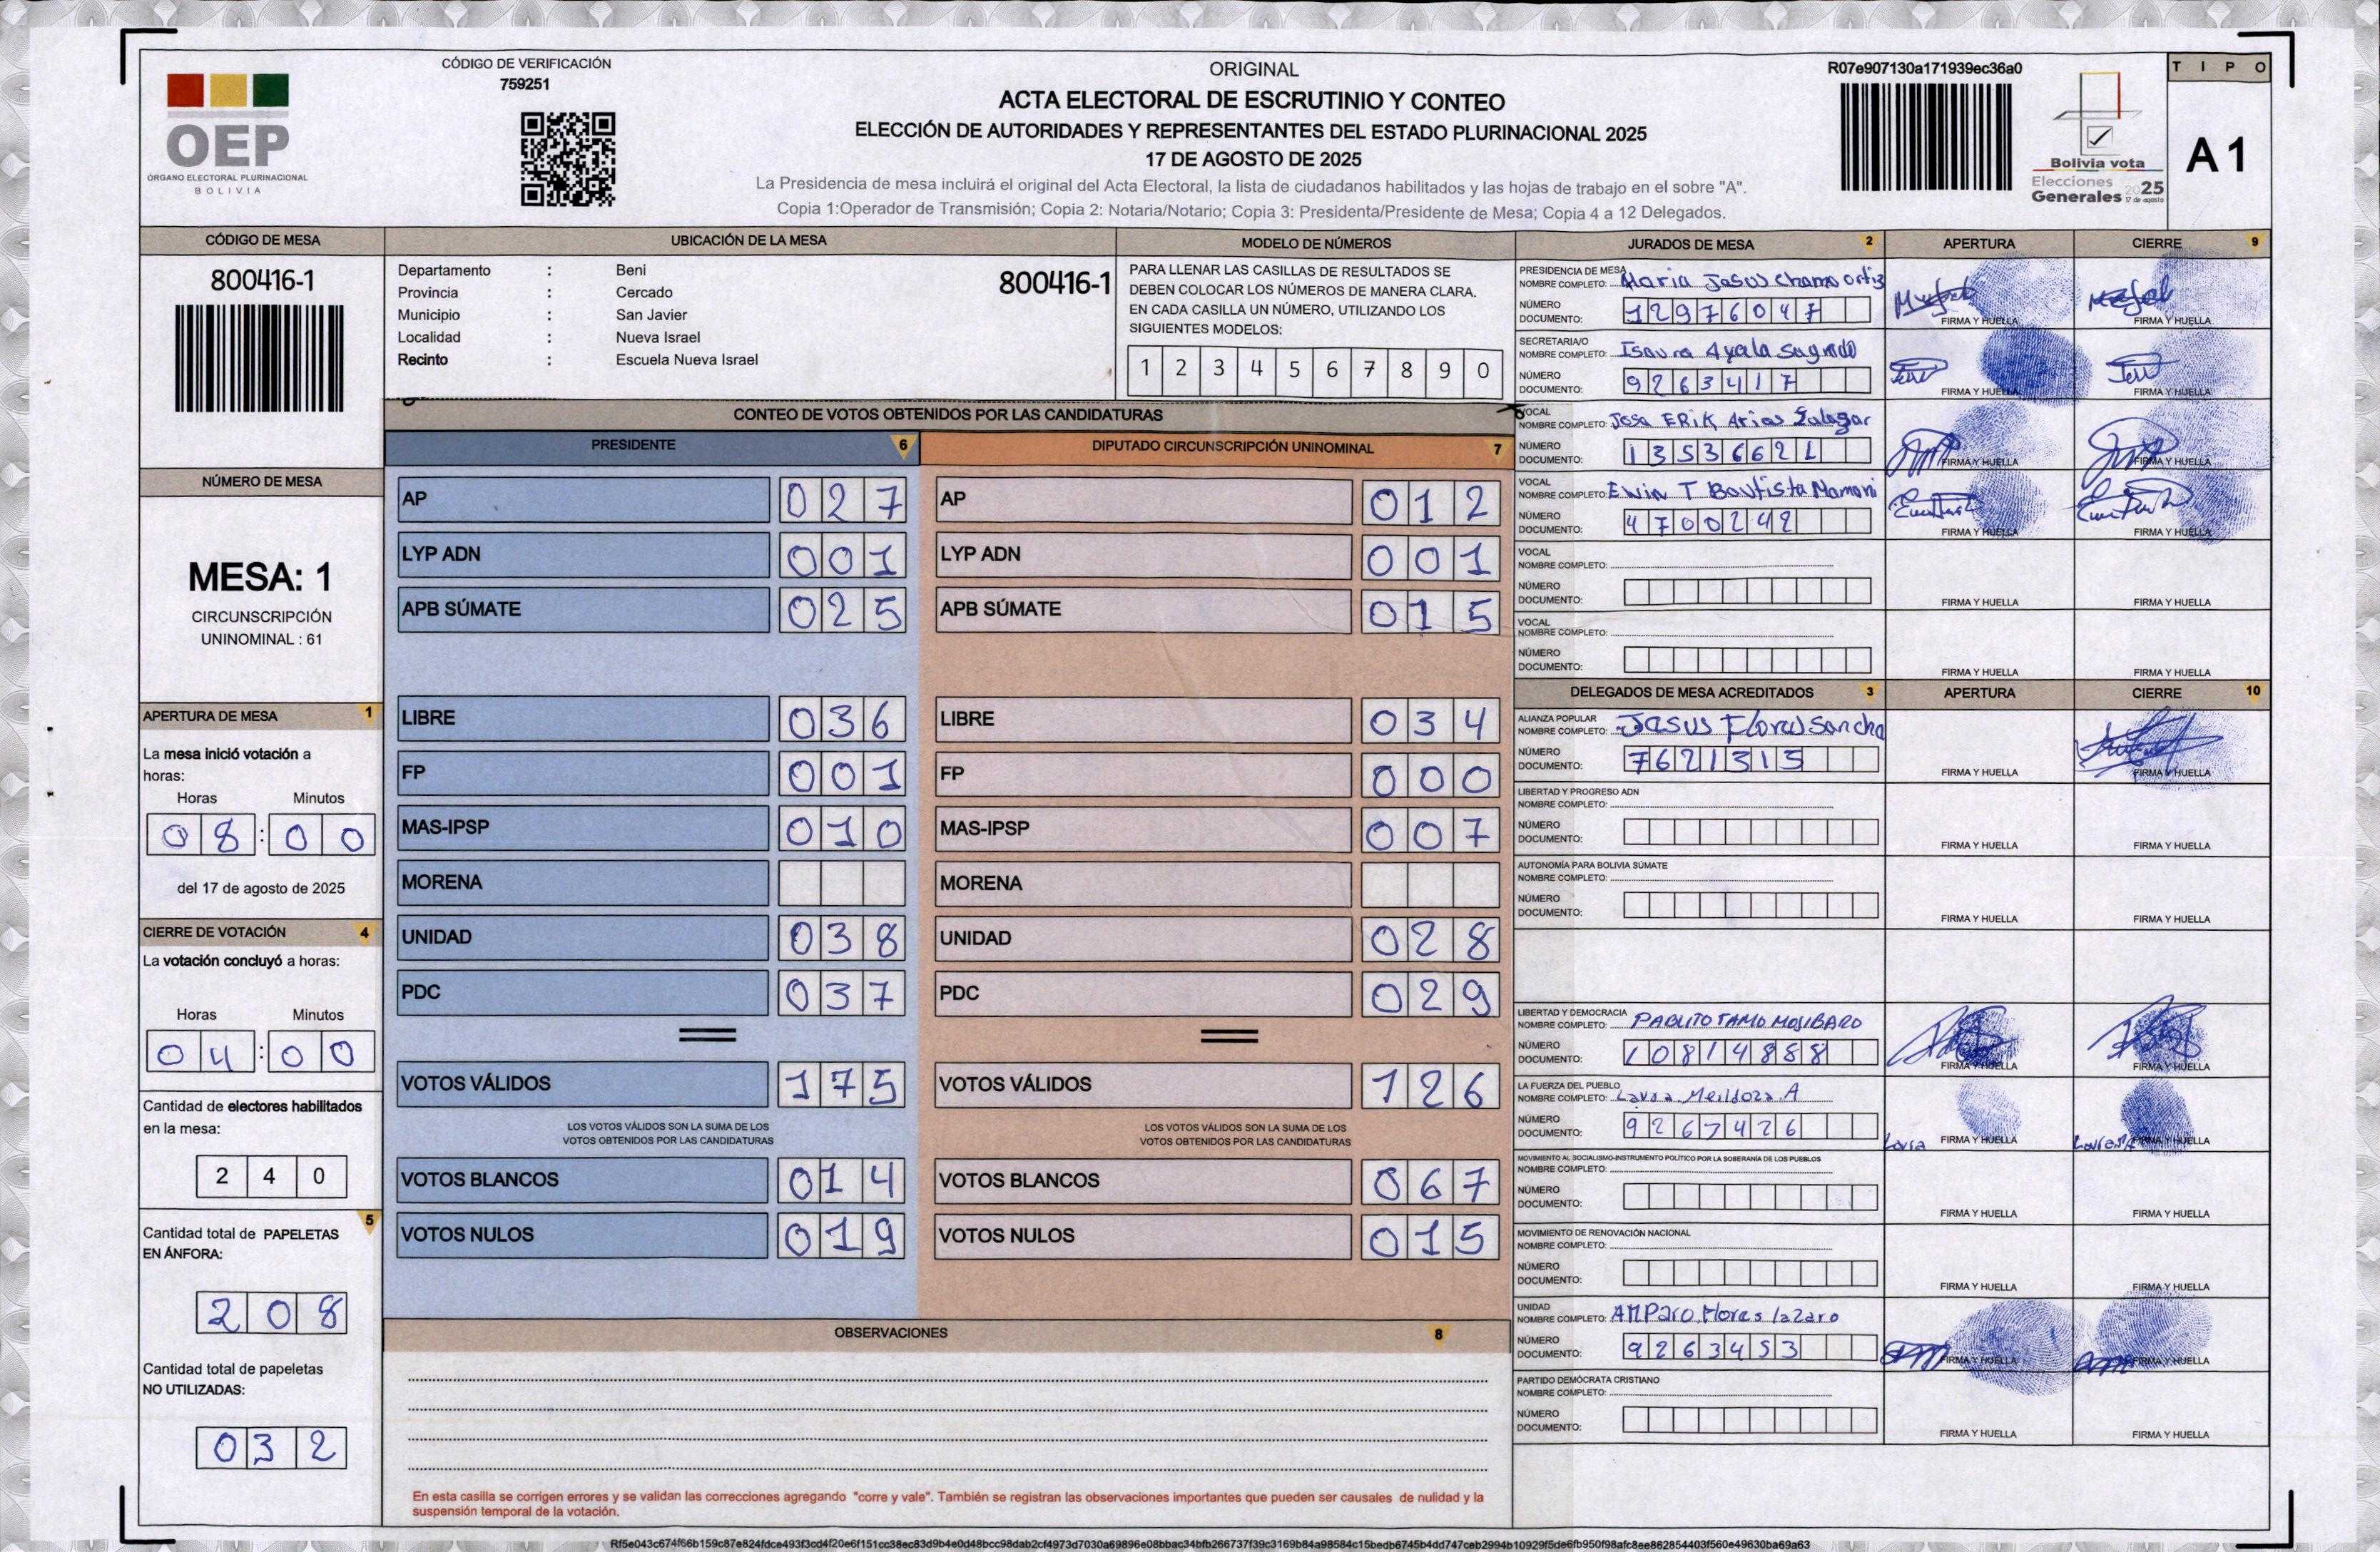 CÓDIGO DE VERIFICACIÓN
759251
OEP
ÓRGANO ELECTORAL PLURINACIONAL
BOLIVIA
ORIGINAL
ACTA ELECTORAL DE ESCRUTINIO Y CONTEO
ELECCIÓN DE AUTORIDADES Y REPRESENTANTES DEL ESTADO PLURINACIONAL 2025
17 DE AGOSTO DE 2025
La Presidencia de mesa incluirá el original del Acta Electoral, la lista de ciudadanos habilitados y las hojas de trabajo en el sobre "A".
Copia 1:Operador de Transmisión; Copia 2: Notaria/Notario; Copia 3: Presidenta/Presidente de Mesa; Copia 4 a 12 Delegados.
R07e907130a171939ec36a0
Bolivia vota
Elecciones
Generales 2025
17 de agosto
TIPO
A1
CÓDIGO DE MESA
800416-1
NÚMERO DE MESA
MESA: 1
CIRCUNSCRIPCIÓN
UNINOMINAL : 61
APERTURA DE MESA 1
La mesa inició votación a
horas:
Horas Minutos
08:00
del 17 de agosto de 2025
CIERRE DE VOTACIÓN 4
La votación concluyó a horas:
Horas Minutos
04:00
Cantidad de electores habilitados
en la mesa:
240
5
Cantidad total de PAPELETAS
EN ÁNFORA:
208
Cantidad total de papeletas
NO UTILIZADAS:
032
UBICACIÓN DE LA MESA
Departamento : Beni
800416-1
Provincia : Cercado
Municipio : San Javier
Localidad : Nueva Israel
Recinto : Escuela Nueva Israel
MODELO DE NÚMEROS
PARA LLENAR LAS CASILLAS DE RESULTADOS SE
DEBEN COLOCAR LOS NÚMEROS DE MANERA CLARA.
EN CADA CASILLA UN NÚMERO, UTILIZANDO LOS
SIGUIENTES MODELOS:
1 2 3 4 5 6 7 8 9 0
CONTEO DE VOTOS OBTENIDOS POR LAS CANDIDATURAS
PRESIDENTE 6
AP 027
LYP ADN 001
APB SÚMATE 025
LIBRE 036
FP 001
MAS-IPSP 010
MORENA
UNIDAD 038
PDC 037
=
VOTOS VÁLIDOS 175
LOS VOTOS VÁLIDOS SON LA SUMA DE LOS
VOTOS OBTENIDOS POR LAS CANDIDATURAS
VOTOS BLANCOS 014
VOTOS NULOS 019
DIPUTADO CIRCUNSCRIPCIÓN UNINOMINAL 7
AP 012
LYP ADN 001
APB SÚMATE 015
LIBRE 034
FP 000
MAS-IPSP 007
MORENA
UNIDAD 028
PDC 029
=
VOTOS VÁLIDOS 126
LOS VOTOS VÁLIDOS SON LA SUMA DE LOS
VOTOS OBTENIDOS POR LAS CANDIDATURAS
VOTOS BLANCOS 067
VOTOS NULOS 015
OBSERVACIONES 8
En esta casilla se corrigen errores y se validan las correcciones agregando "corre y vale". También se registran las observaciones importantes que pueden ser causales de nulidad y la
suspensión temporal de la votación.
JURADOS DE MESA 2 APERTURA CIERRE 9
PRESIDENCIA DE MESA
NOMBRE COMPLETO: Maria Jesus Chamo Ortiz
NÚMERO
DOCUMENTO: 12976047
FIRMA Y HUELLA FIRMA Y HUELLA
SECRETARIA/O
NOMBRE COMPLETO: Isaura Ayala Sagredo
NÚMERO
DOCUMENTO: 9263417
FIRMA Y HUELLA FIRMA Y HUELLA
VOCAL
NOMBRE COMPLETO: Jose ERiK Arias Salazar
NÚMERO
DOCUMENTO: 13536621
FIRMA Y HUELLA FIRMA Y HUELLA
VOCAL
NOMBRE COMPLETO: Ewin T Bautista Mamani
NÚMERO
DOCUMENTO: 4700242
FIRMA Y HUELLA FIRMA Y HUELLA
VOCAL
NOMBRE COMPLETO:
NÚMERO
DOCUMENTO:
FIRMA Y HUELLA FIRMA Y HUELLA
VOCAL
NOMBRE COMPLETO:
NÚMERO
DOCUMENTO:
FIRMA Y HUELLA FIRMA Y HUELLA
DELEGADOS DE MESA ACREDITADOS 3 APERTURA CIERRE 10
ALIANZA POPULAR
NOMBRE COMPLETO: Jasus Flores Sancha
NÚMERO
DOCUMENTO: 7621315
FIRMA Y HUELLA FIRMA Y HUELLA
LIBERTAD Y PROGRESO ADN
NOMBRE COMPLETO:
NÚMERO
DOCUMENTO:
FIRMA Y HUELLA FIRMA Y HUELLA
AUTONOMÍA PARA BOLIVIA SÚMATE
NOMBRE COMPLETO:
NÚMERO
DOCUMENTO:
FIRMA Y HUELLA FIRMA Y HUELLA
LIBERTAD Y DEMOCRACIA
NOMBRE COMPLETO: PABLITO TAMO MOJIBARO
NÚMERO
DOCUMENTO: 10814888
FIRMA Y HUELLA FIRMA Y HUELLA
LA FUERZA DEL PUEBLO
NOMBRE COMPLETO: Laura Mendoza A
NÚMERO
DOCUMENTO: 9267426
FIRMA Y HUELLA FIRMA Y HUELLA
MOVIMIENTO AL SOCIALISMO-INSTRUMENTO POLÍTICO POR LA SOBERANÍA DE LOS PUEBLOS
NOMBRE COMPLETO:
NÚMERO
DOCUMENTO:
FIRMA Y HUELLA FIRMA Y HUELLA
MOVIMIENTO DE RENOVACIÓN NACIONAL
NOMBRE COMPLETO:
NÚMERO
DOCUMENTO:
FIRMA Y HUELLA FIRMA Y HUELLA
UNIDAD
NOMBRE COMPLETO: AMParo Flores lazaro
NÚMERO
DOCUMENTO: 9263453
FIRMA Y HUELLA FIRMA Y HUELLA
PARTIDO DEMÓCRATA CRISTIANO
NOMBRE COMPLETO:
NÚMERO
DOCUMENTO:
FIRMA Y HUELLA FIRMA Y HUELLA